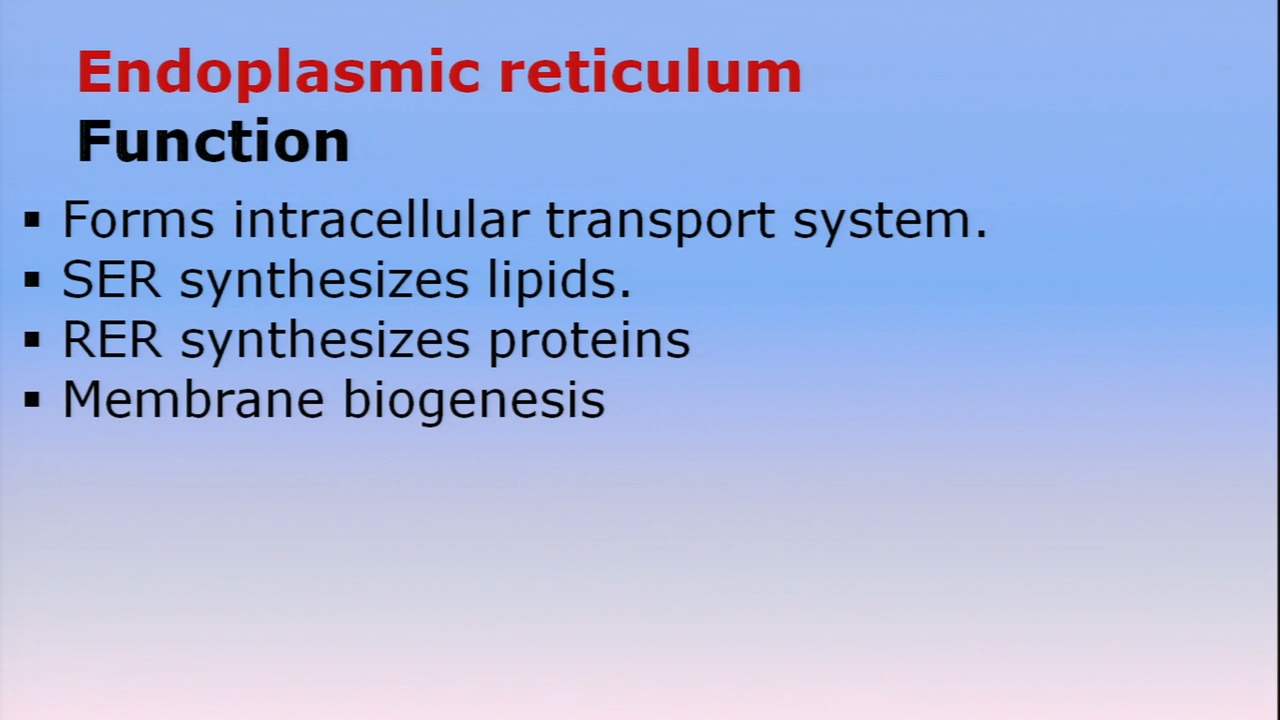 Endoplasmic reticulum
Function
▪ Forms intracellular transport system.
▪ SER synthesizes lipids.
▪ RER synthesizes proteins
▪ Membrane biogenesis